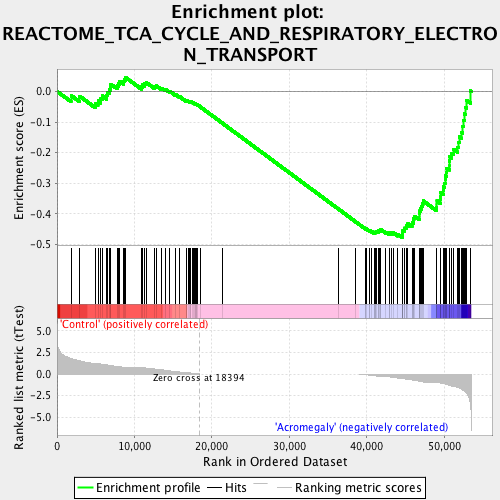 Enrichment plot:
REACTOME_TCA_CYCLE_AND_RESPIRATORY_ELECTRO
N_TRANSPORT
Enrichment score (ES)
0.0
-0.1
-0.2
-0.3
-0.4
-0.5
'Control' (positively correlated)
Ranked list metric (tTest)
5.0
2.5
0.0
-2.5
-5.0
Zero cross at 18394
'Acromegaly' (negatively correlated)
0
10,000
20,000
30,000
40,000
50,000
Rank in Ordered Dataset
Enrichment profile
Hits
Ranking metric scores